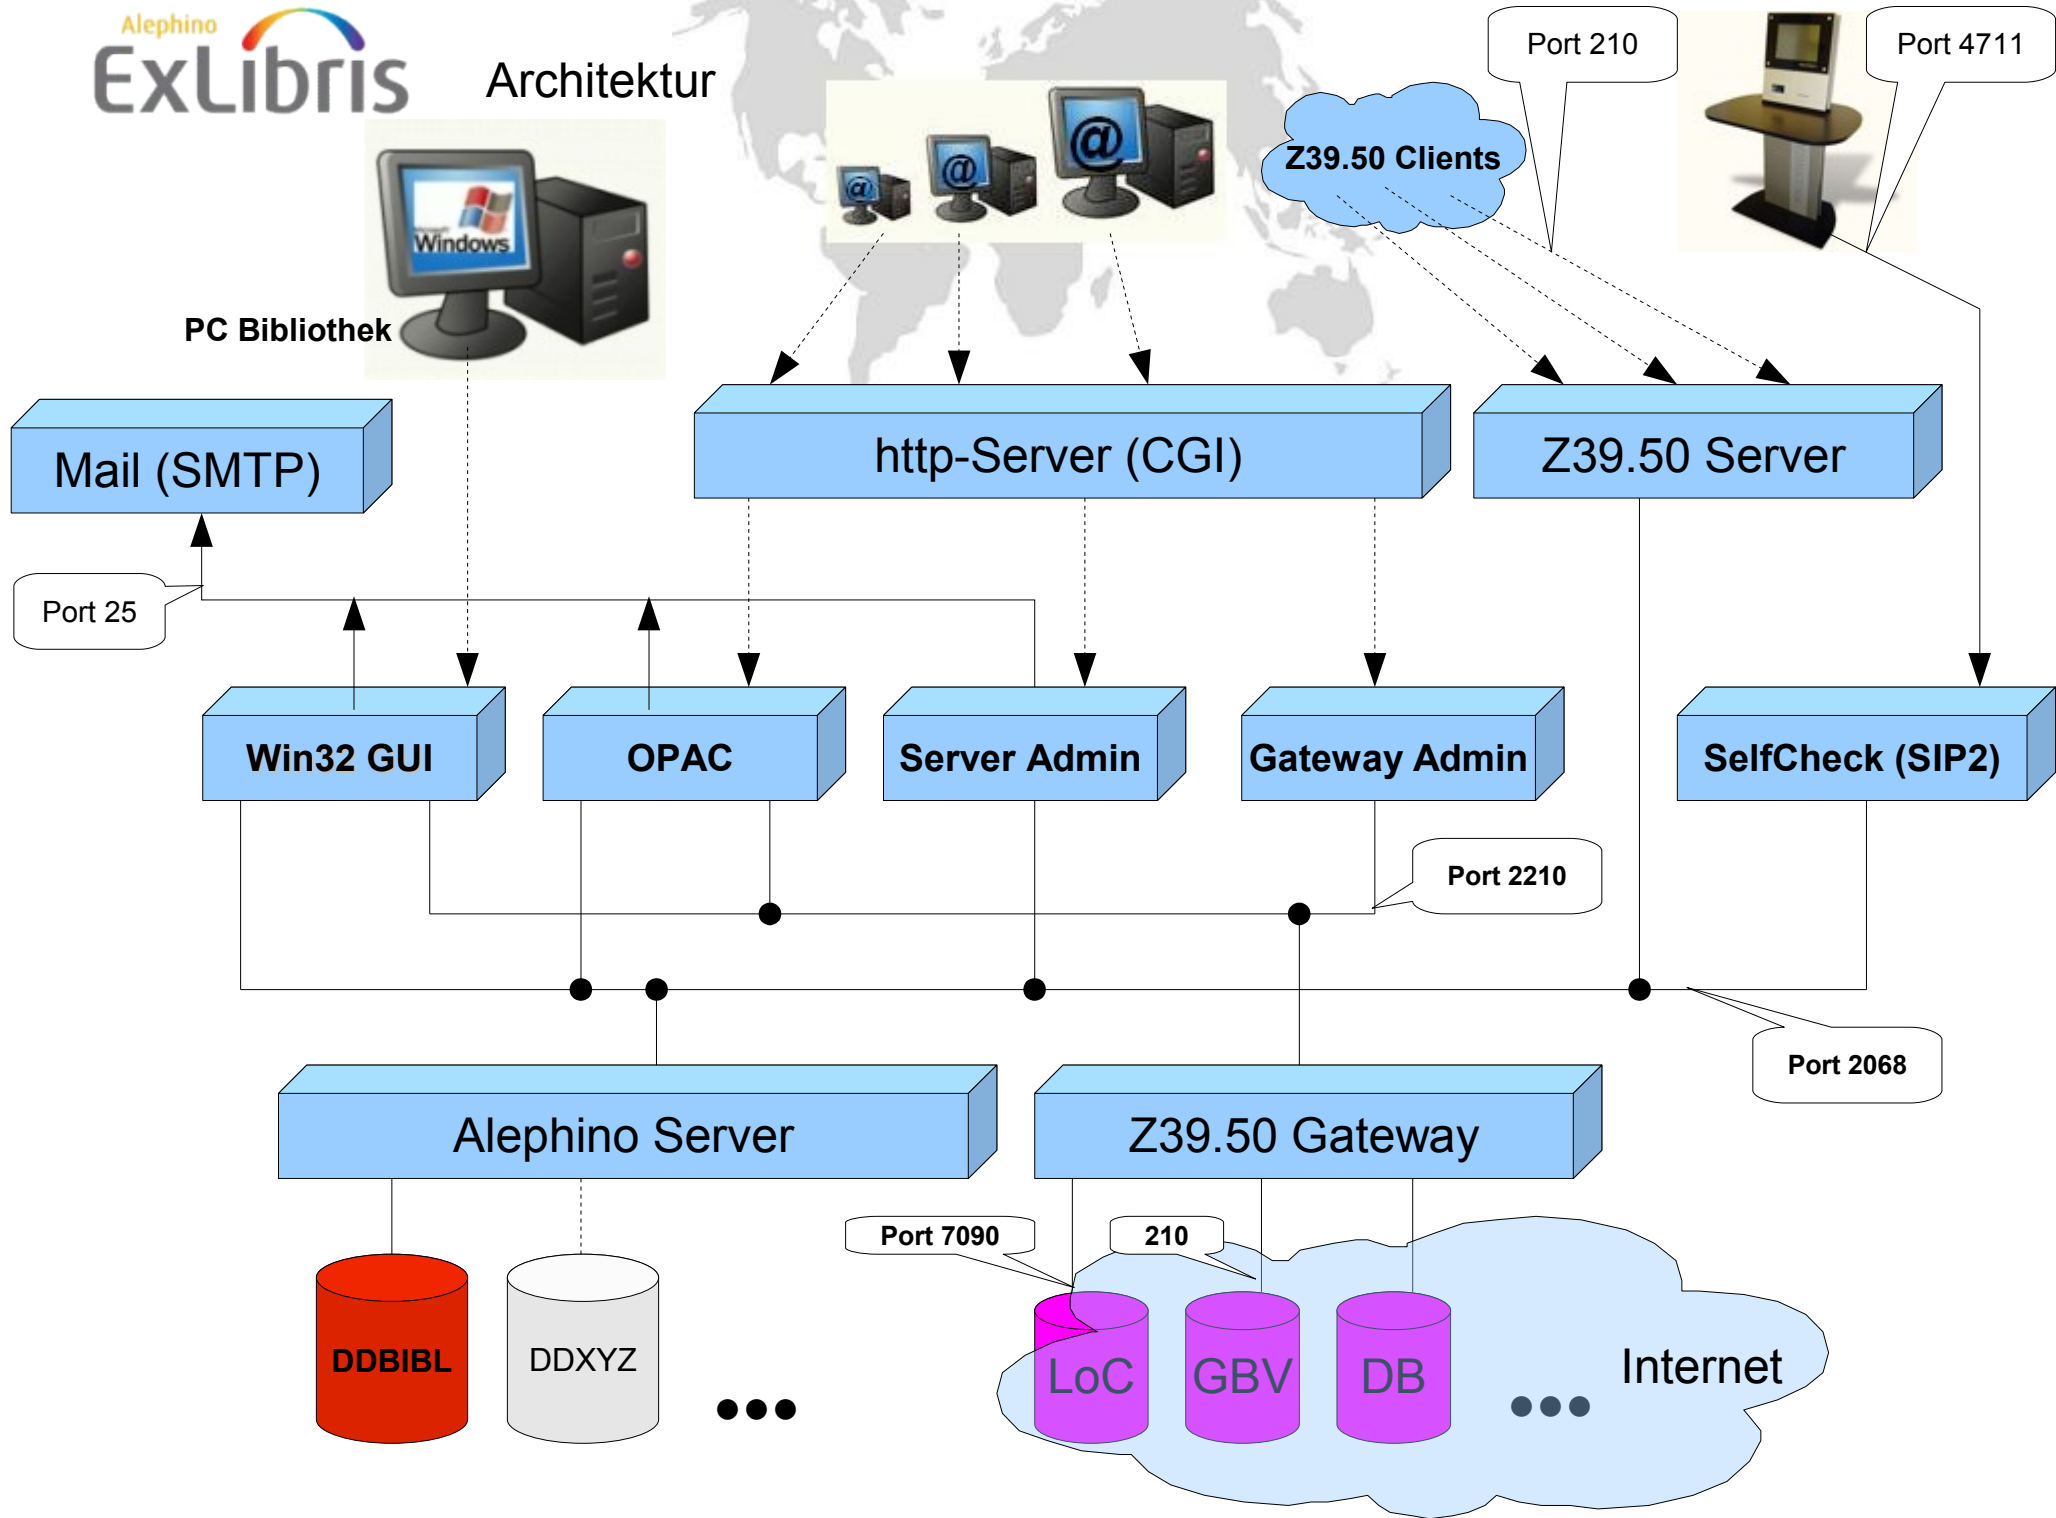 Alephino
ExLibris
Architektur
Port 210
Port 4711
Z39.50 Clients
Microsoft
Windows
PC Bibliothek
@
@
@
Mail (SMTP)
http-Server (CGI)
Z39.50 Server
Port 25
Win32 GUI
OPAC
Server Admin
Gateway Admin
SelfCheck (SIP2)
Port 2210
Port 2068
Alephino Server
Z39.50 Gateway
Port 7090
210
DDBIBL
DDXYZ
LoC
GBV
DB
Internet